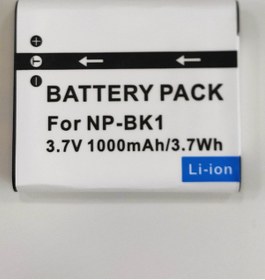 BATTERY PACK
For NP-BK1
3.7V 1000mAh/3.7Wh
Li-ion